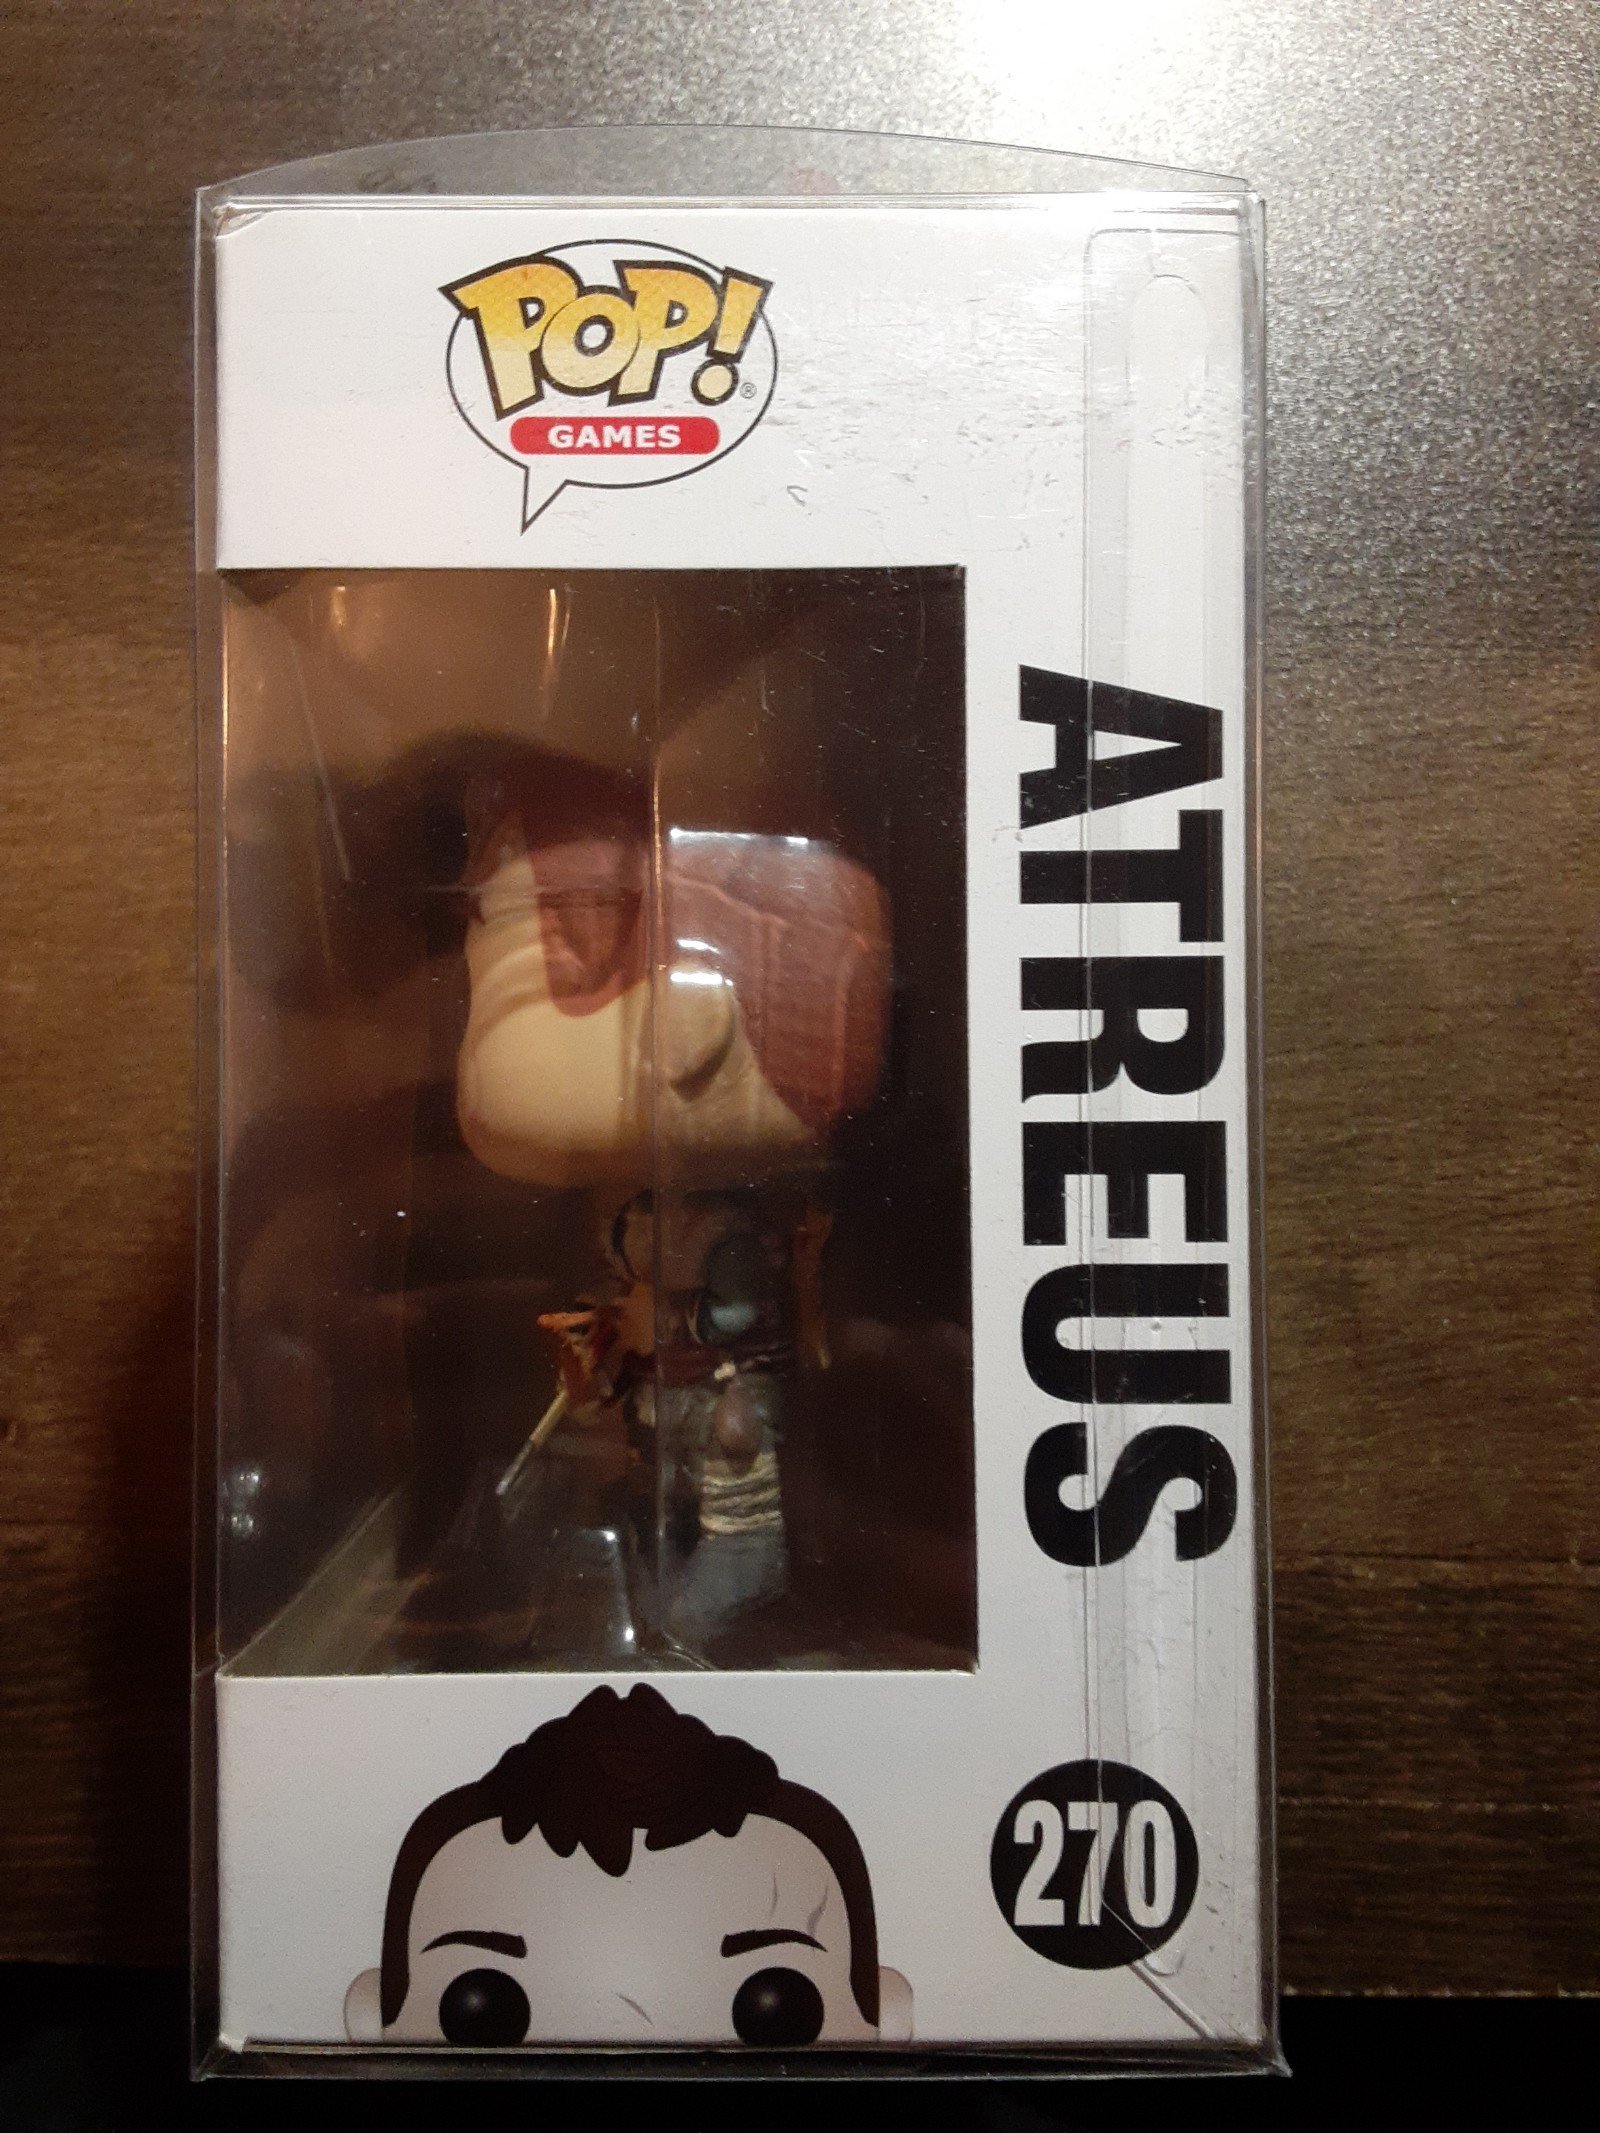 POP! ®
GAMES
ATREUS
270